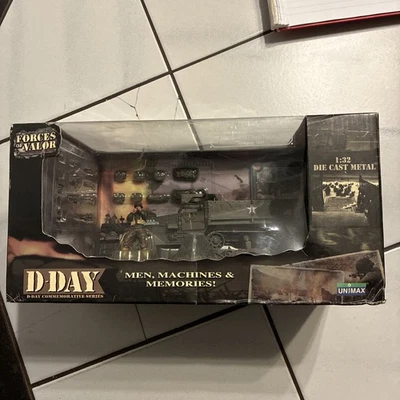 FORCES
OF
VALOR
1:32
DIE CAST METAL
D-DAY
D-DAY COMMEMORATIVE SERIES
MEN, MACHINES &
MEMORIES!
UNIMAX